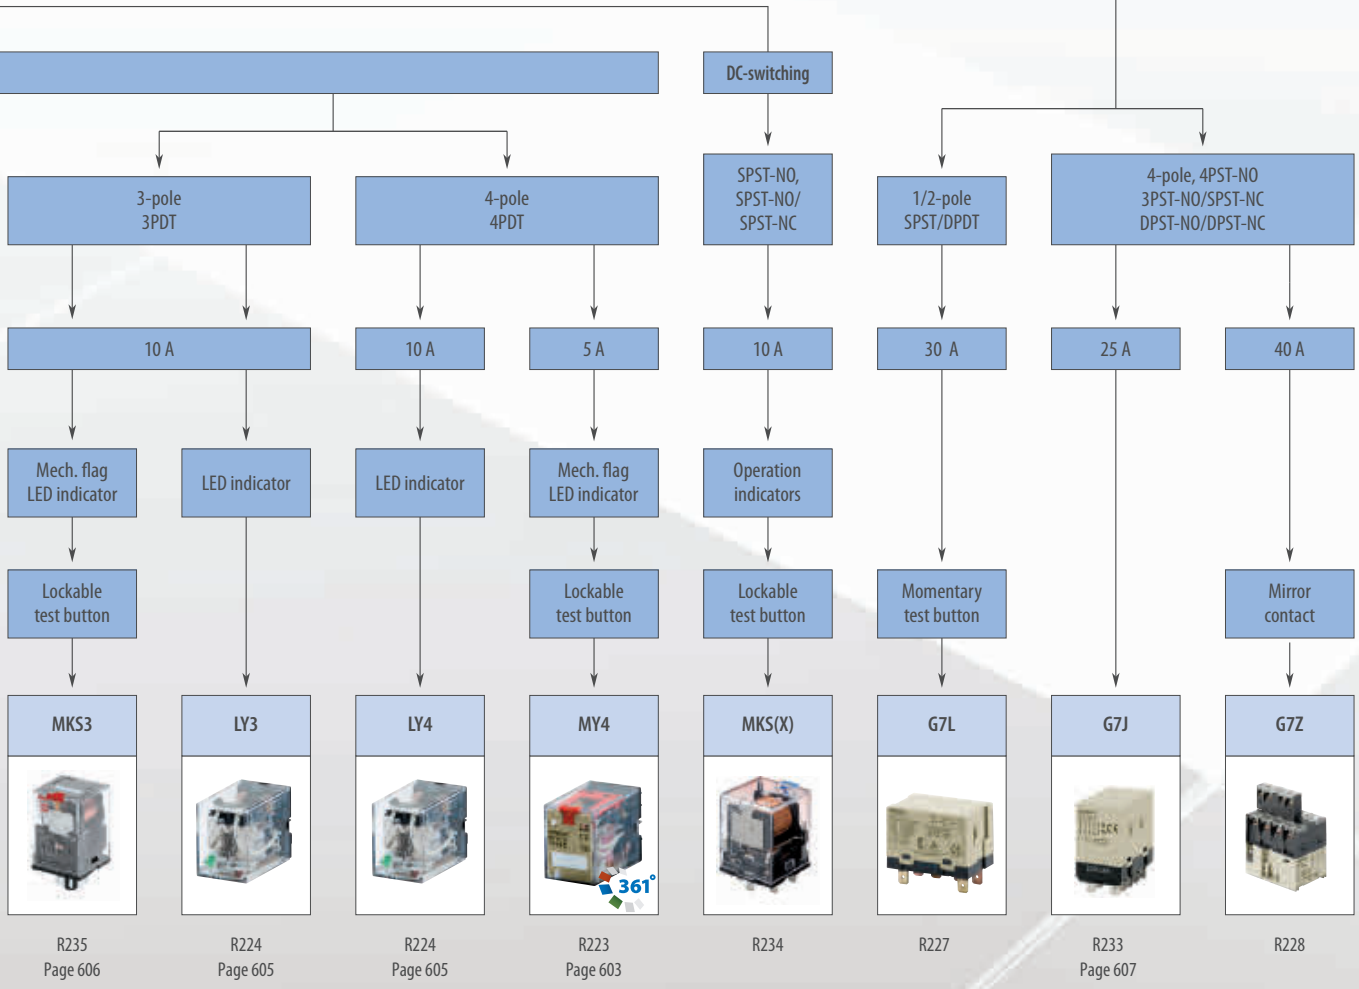 DC-switching
3-pole
3PDT
4-pole
4PDT
SPST-NO,
SPST-NO/
SPST-NC
1/2-pole
SPST/DPDT
4-pole, 4PST-NO
3PST-NO/SPST-NC
DPST-NO/DPST-NC
10 A
10 A
5 A
10 A
30 A
25 A
40 A
Mech. flag
LED indicator
LED indicator
LED indicator
Mech. flag
LED indicator
Operation
indicators
Lockable
test button
Lockable
test button
Lockable
test button
Momentary
test button
Mirror
contact
MKS3
LY3
LY4
MY4
MKS(X)
G7L
G7J
G7Z
361°
R235
Page 606
R224
Page 605
R224
Page 605
R223
Page 603
R234
R227
R233
Page 607
R228